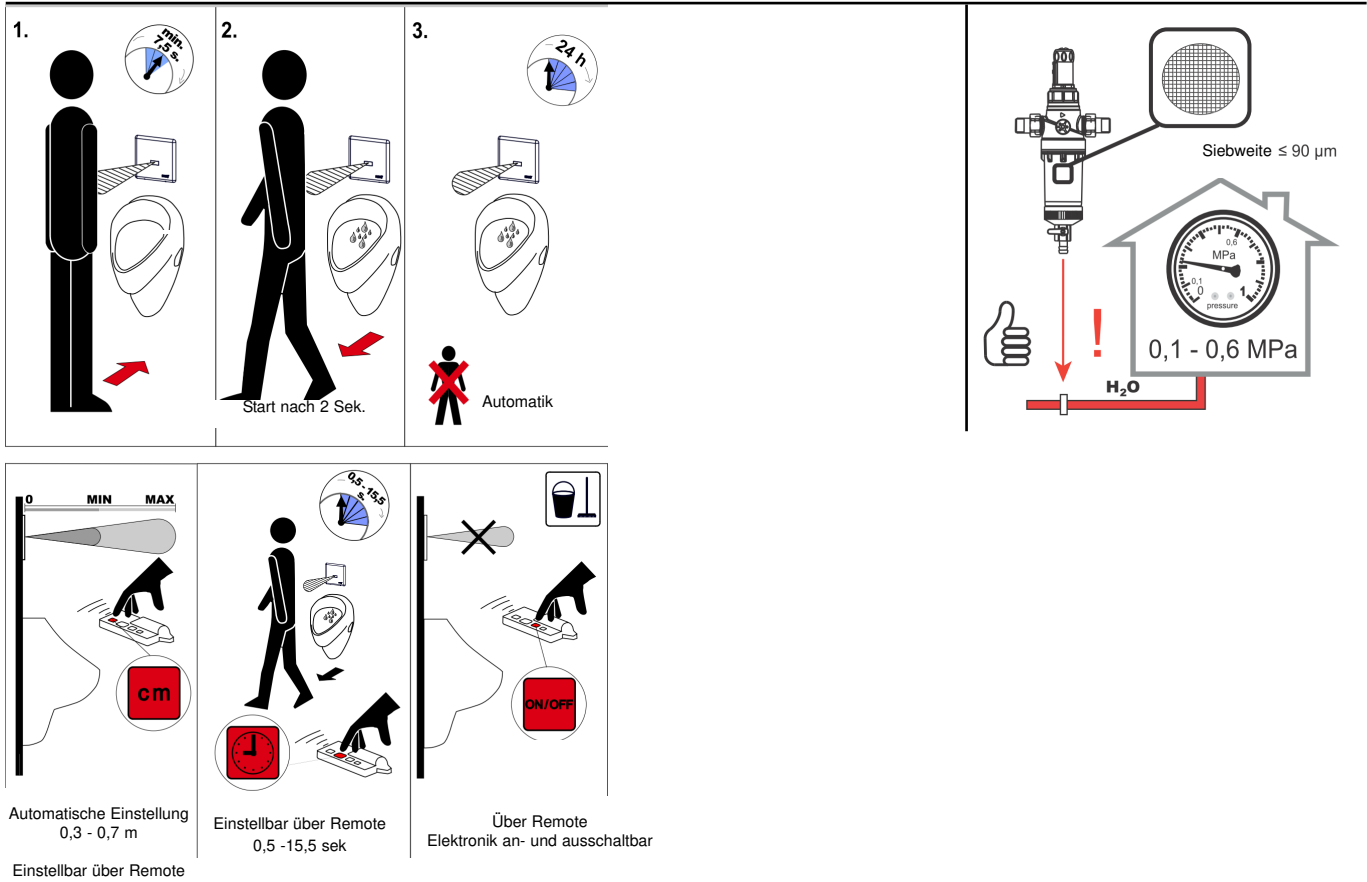 1.
min.
7,5 s.
2.
Start nach 2 Sek.
3.
24 h
Automatik
Siebweite ≤ 90 µm
0,6
MPa
0,1
0
1
pressure
0,1 - 0,6 MPa
H₂O
0 MIN MAX
cm
Automatische Einstellung
0,3 - 0,7 m
Einstellbar über Remote
0,5 - 15,5
s.
Einstellbar über Remote
0,5 -15,5 sek
ON/OFF
Über Remote
Elektronik an- und ausschaltbar